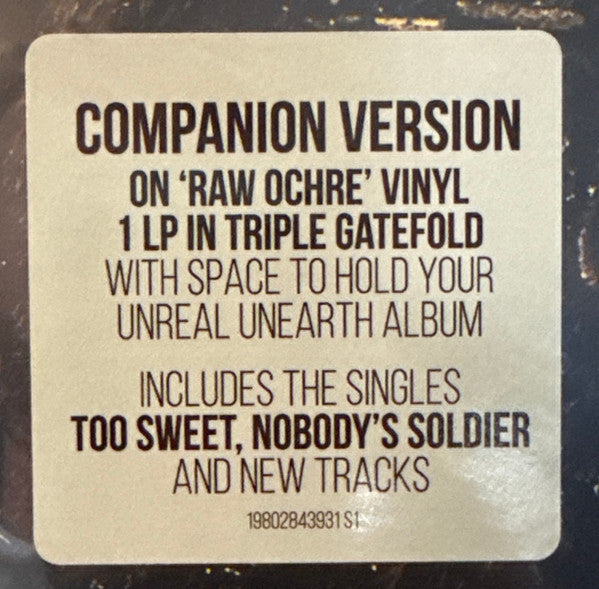 COMPANION VERSION
ON ‘RAW OCHRE’ VINYL
1 LP IN TRIPLE GATEFOLD
WITH SPACE TO HOLD YOUR
UNREAL UNEARTH ALBUM
INCLUDES THE SINGLES
TOO SWEET, NOBODY’S SOLDIER
AND NEW TRACKS
19802843931 S1